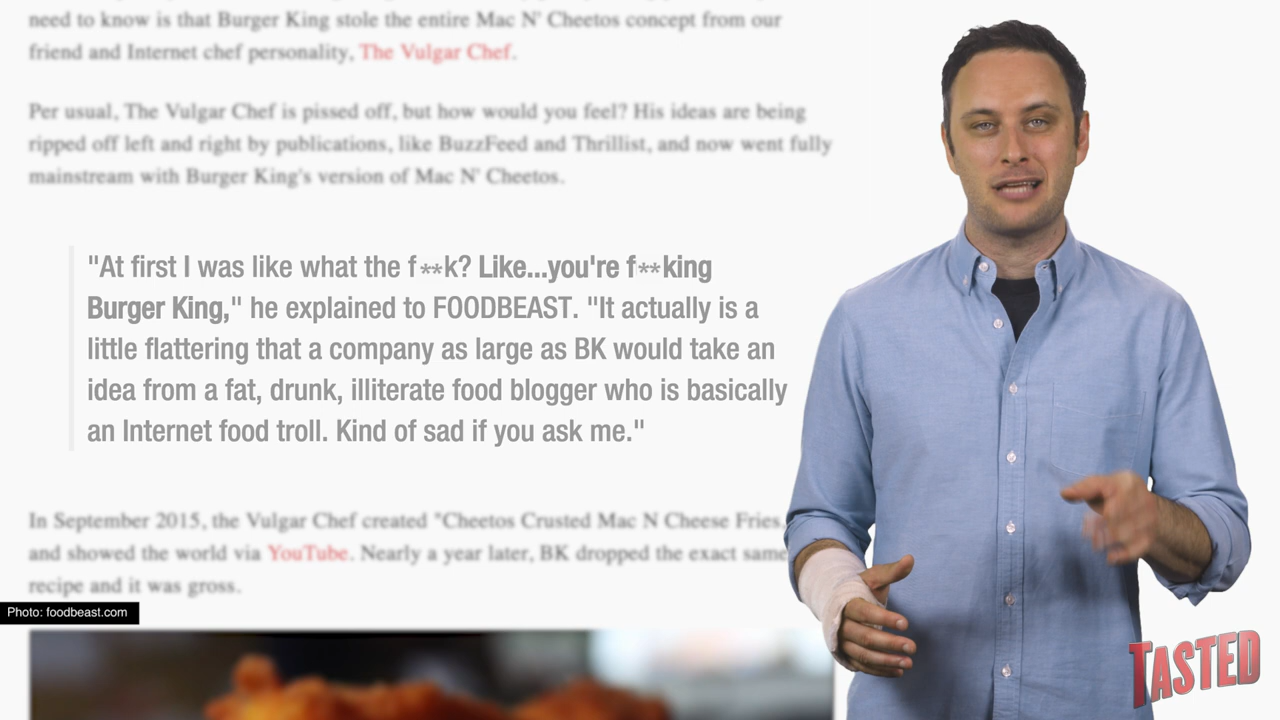 need to know is that Burger King stole the entire Mac N' Cheetos concept from our
friend and Internet chef personality, The Vulgar Chef.
Per usual, The Vulgar Chef is pissed off, but how would you feel? His ideas are being
ripped off left and right by publications, like BuzzFeed and Thrillist, and now went fully
mainstream with Burger King's version of Mac N' Cheetos.
"At first I was like what the f**k? Like...you're f**king
Burger King," he explained to FOODBEAST. "It actually is a
little flattering that a company as large as BK would take an
idea from a fat, drunk, illiterate food blogger who is basically
an Internet food troll. Kind of sad if you ask me."
In September 2015, the Vulgar Chef created "Cheetos Crusted Mac N Cheese Fries,
and showed the world via YouTube. Nearly a year later, BK dropped the exact same
recipe and it was gross.
Photo: foodbeast.com
TASTED